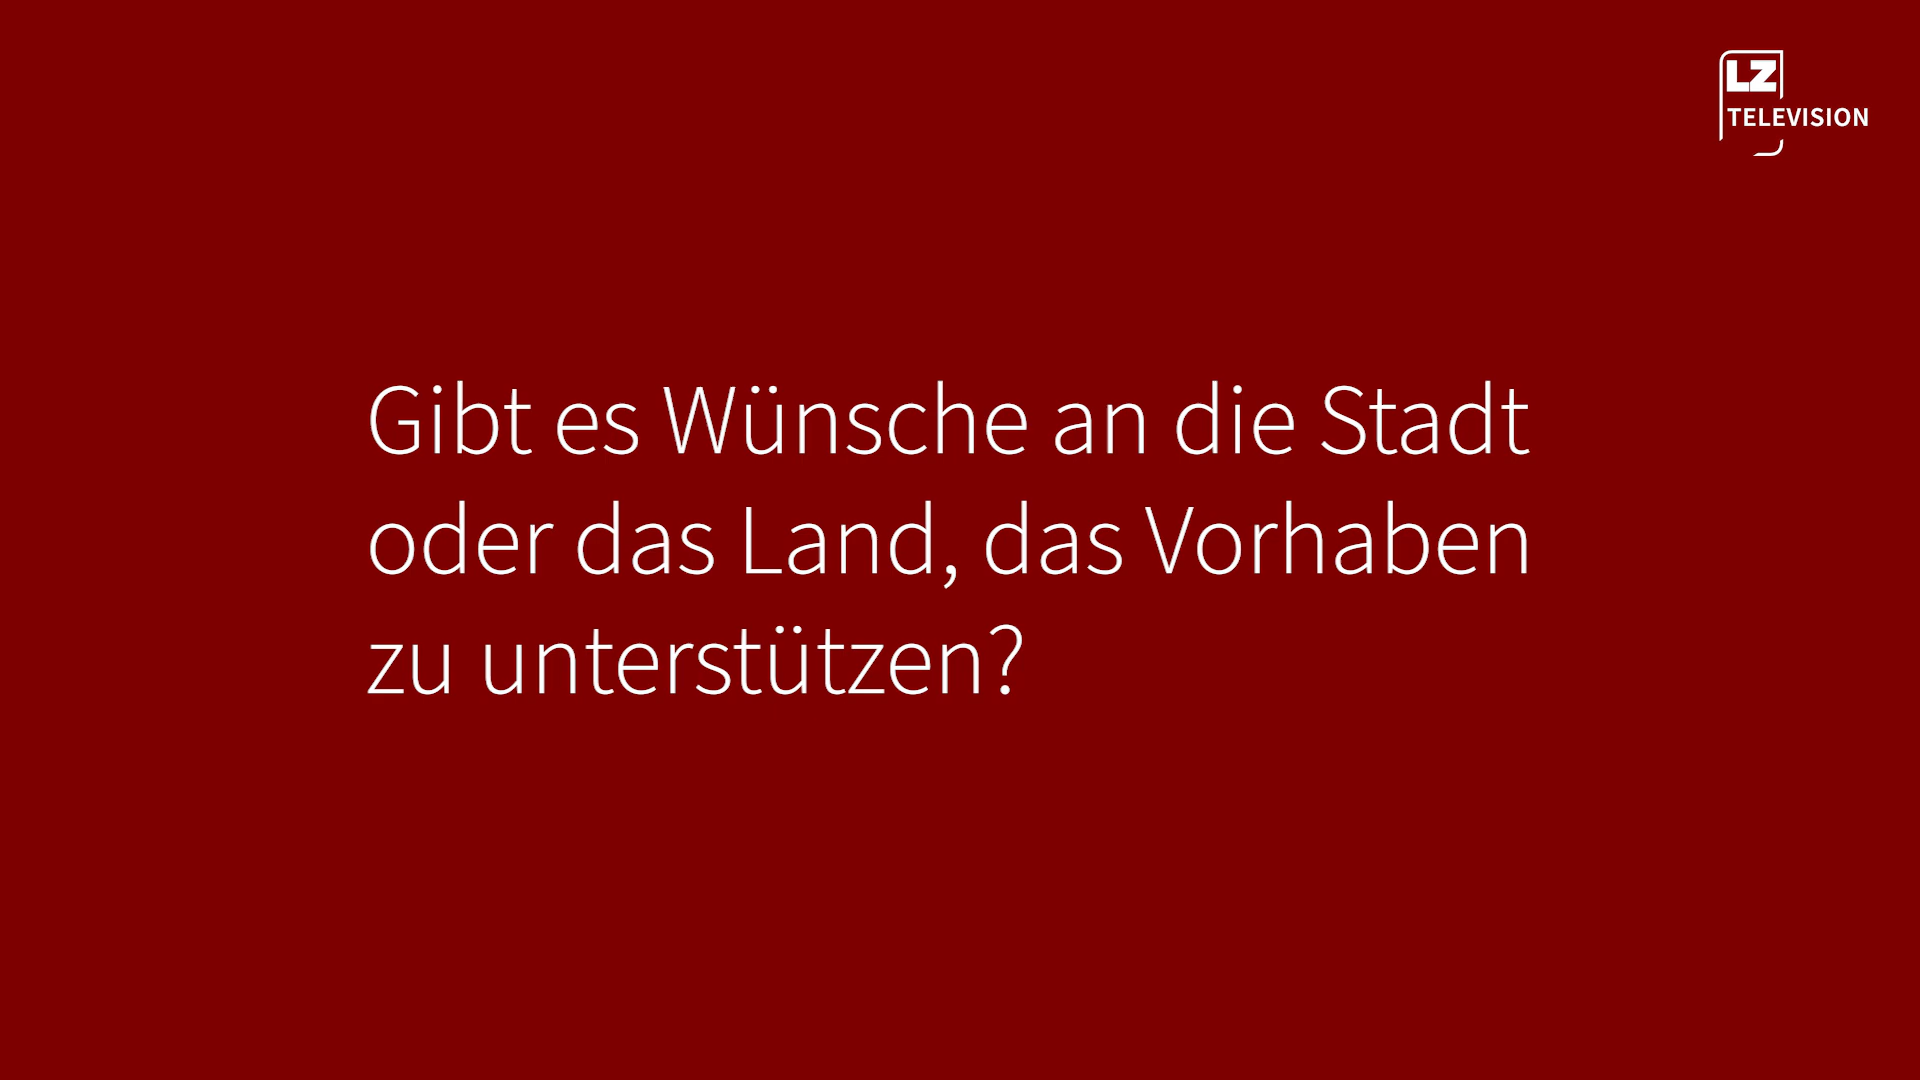 LZ
TELEVISION
Gibt es Wünsche an die Stadt
oder das Land, das Vorhaben
zu unterstützen?